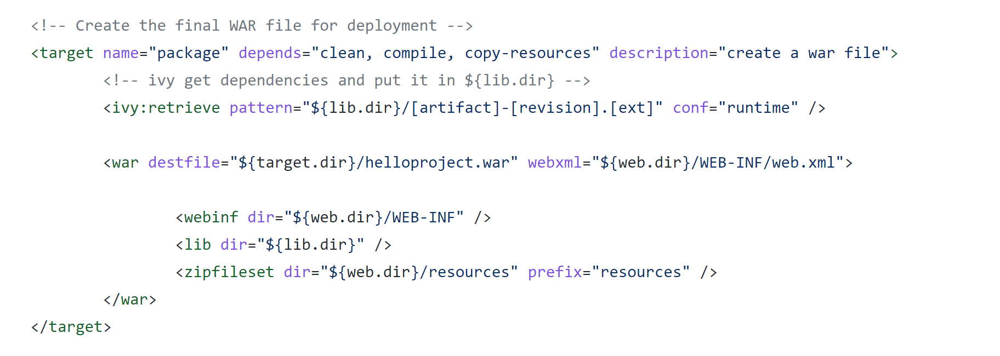 <!-- Create the final WAR file for deployment -->
<target name="package" depends="clean, compile, copy-resources" description="create a war file">
<!-- ivy get dependencies and put it in ${lib.dir} -->
<ivy:retrieve pattern="${lib.dir}/[artifact]-[revision].[ext]" conf="runtime" />
<war destfile="${target.dir}/helloproject.war" webxml="${web.dir}/WEB-INF/web.xml">
<webinf dir="${web.dir}/WEB-INF" />
<lib dir="${lib.dir}" />
<zipfileset dir="${web.dir}/resources" prefix="resources" />
</war>
</target>